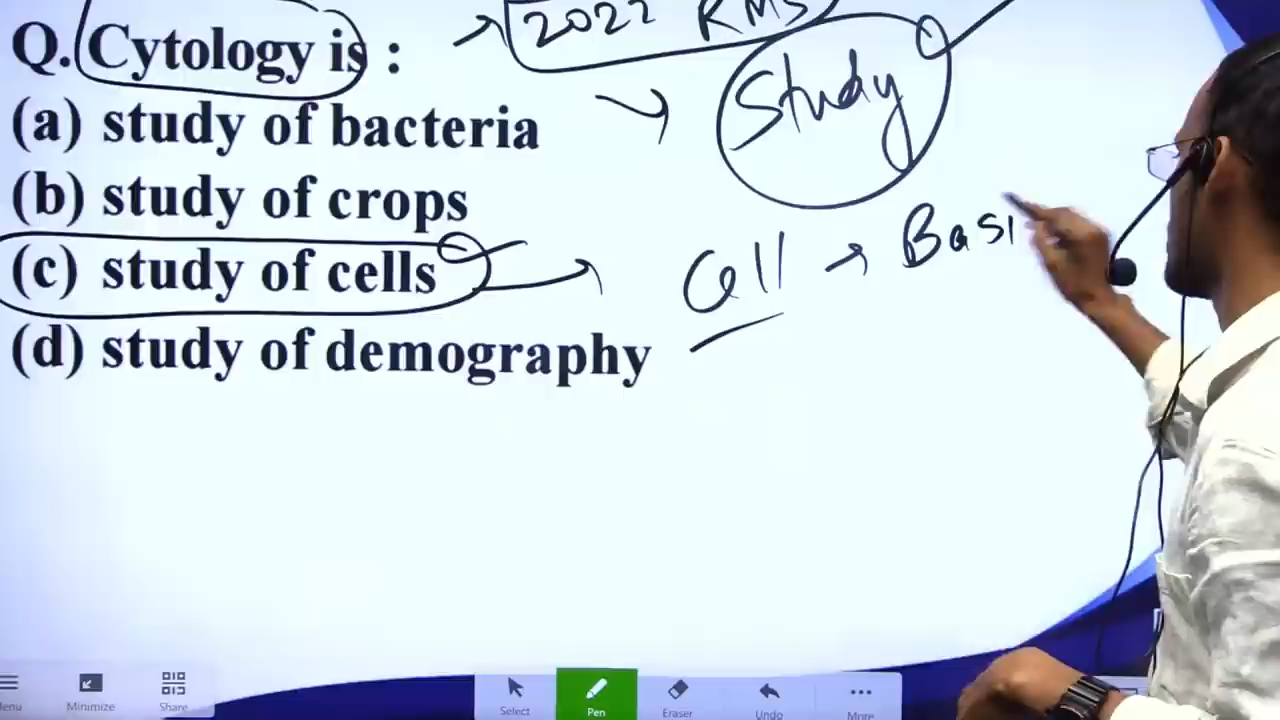 Q. Cytology is :
→ 2022 RMS
(a) study of bacteria
Study
(b) study of crops
(c) study of cells
Cell → Basi
(d) study of demography
Menu
Minimize
Share
Select
Pen
Eraser
Undo
More